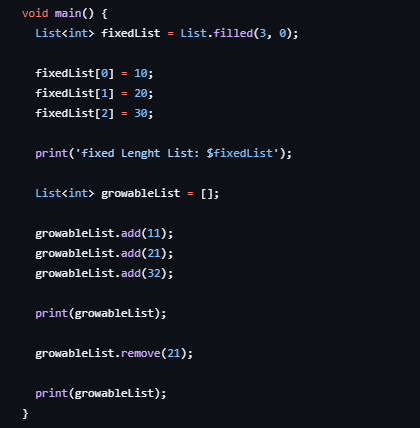 void main() {
  List<int> fixedList = List.filled(3, 0);

  fixedList[0] = 10;
  fixedList[1] = 20;
  fixedList[2] = 30;

  print('fixed Lenght List: $fixedList');

  List<int> growableList = [];

  growableList.add(11);
  growableList.add(21);
  growableList.add(32);

  print(growableList);

  growableList.remove(21);

  print(growableList);
}